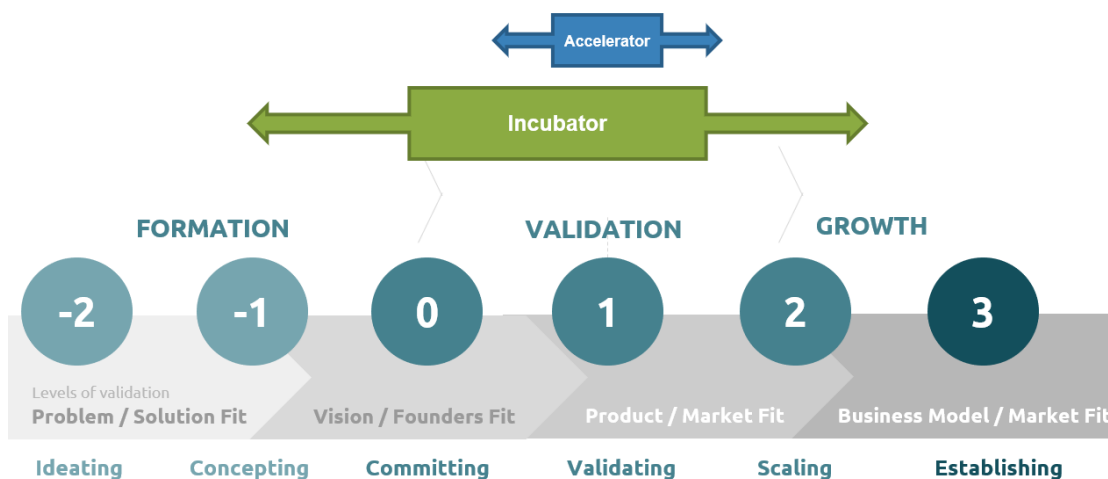 Accelerator
Incubator
FORMATION
VALIDATION
GROWTH
-2
-1
0
1
2
3
Levels of validation
Problem / Solution Fit
Vision / Founders Fit
Product / Market Fit
Business Model / Market Fit
Ideating
Concepting
Committing
Validating
Scaling
Establishing